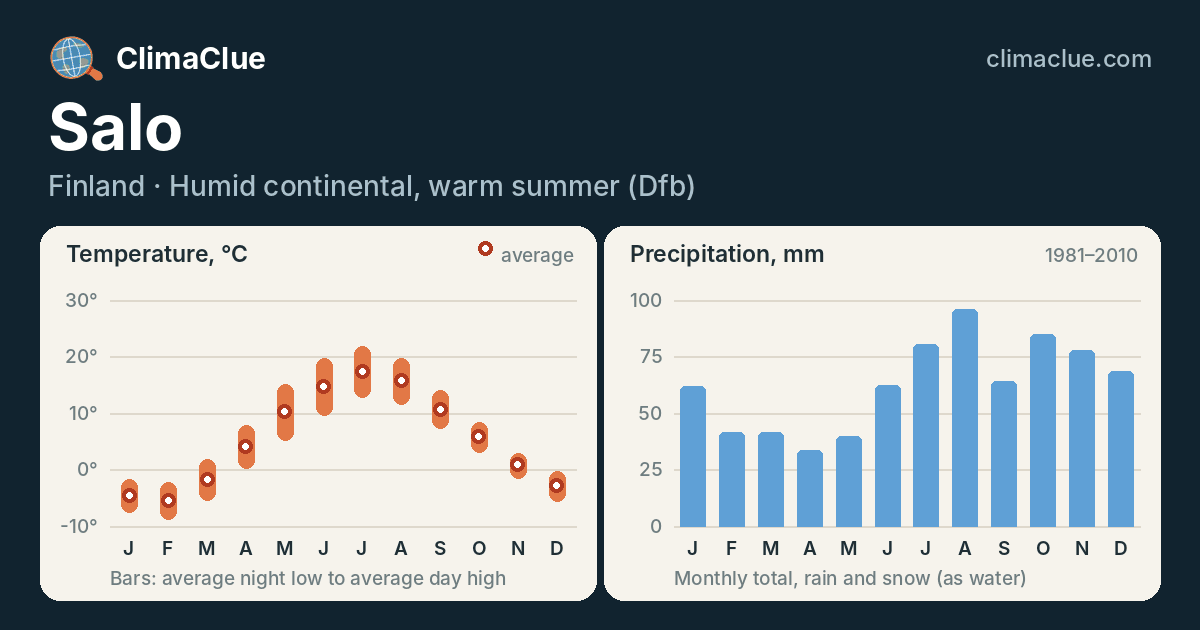 ClimaClue
climaclue.com
Salo
Finland · Humid continental, warm summer (Dfb)
Temperature, °C
average
30°
20°
10°
0°
-10°
J F M A M J J A S O N D
Bars: average night low to average day high
Precipitation, mm
1981–2010
100
75
50
25
0
J F M A M J J A S O N D
Monthly total, rain and snow (as water)